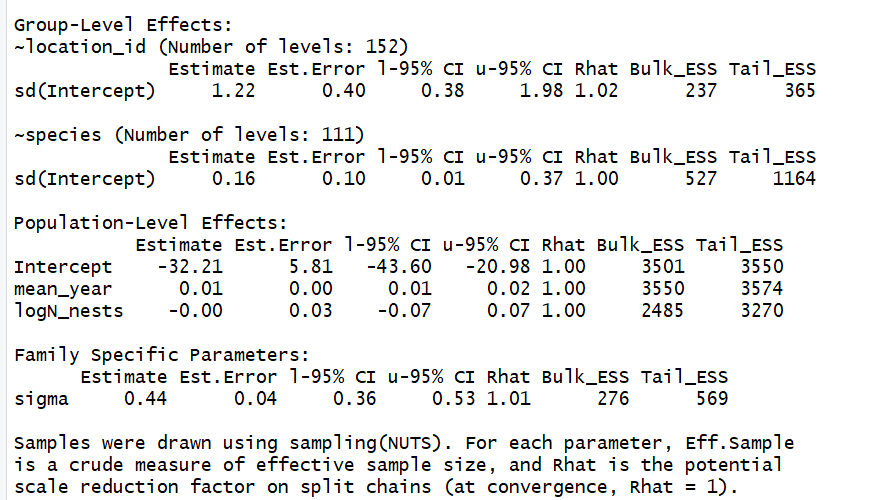 Group-Level Effects:
~location_id (Number of levels: 152)
Estimate Est.Error l-95% CI u-95% CI Rhat Bulk_ESS Tail_ESS
sd(Intercept) 1.22 0.40 0.38 1.98 1.02 237 365
~species (Number of levels: 111)
Estimate Est.Error l-95% CI u-95% CI Rhat Bulk_ESS Tail_ESS
sd(Intercept) 0.16 0.10 0.01 0.37 1.00 527 1164
Population-Level Effects:
Estimate Est.Error l-95% CI u-95% CI Rhat Bulk_ESS Tail_ESS
Intercept -32.21 5.81 -43.60 -20.98 1.00 3501 3550
mean_year 0.01 0.00 0.01 0.02 1.00 3550 3574
logN_nests -0.00 0.03 -0.07 0.07 1.00 2485 3270
Family Specific Parameters:
Estimate Est.Error l-95% CI u-95% CI Rhat Bulk_ESS Tail_ESS
sigma 0.44 0.04 0.36 0.53 1.01 276 569
Samples were drawn using sampling(NUTS). For each parameter, Eff.Sample
is a crude measure of effective sample size, and Rhat is the potential
scale reduction factor on split chains (at convergence, Rhat = 1).